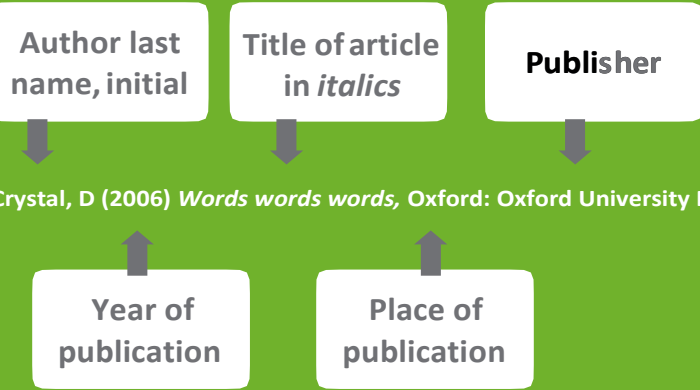 Author last
name, initial
Title of article
in italics
Publisher
Crystal, D (2006) Words words words, Oxford: Oxford University
Year of
publication
Place of
publication